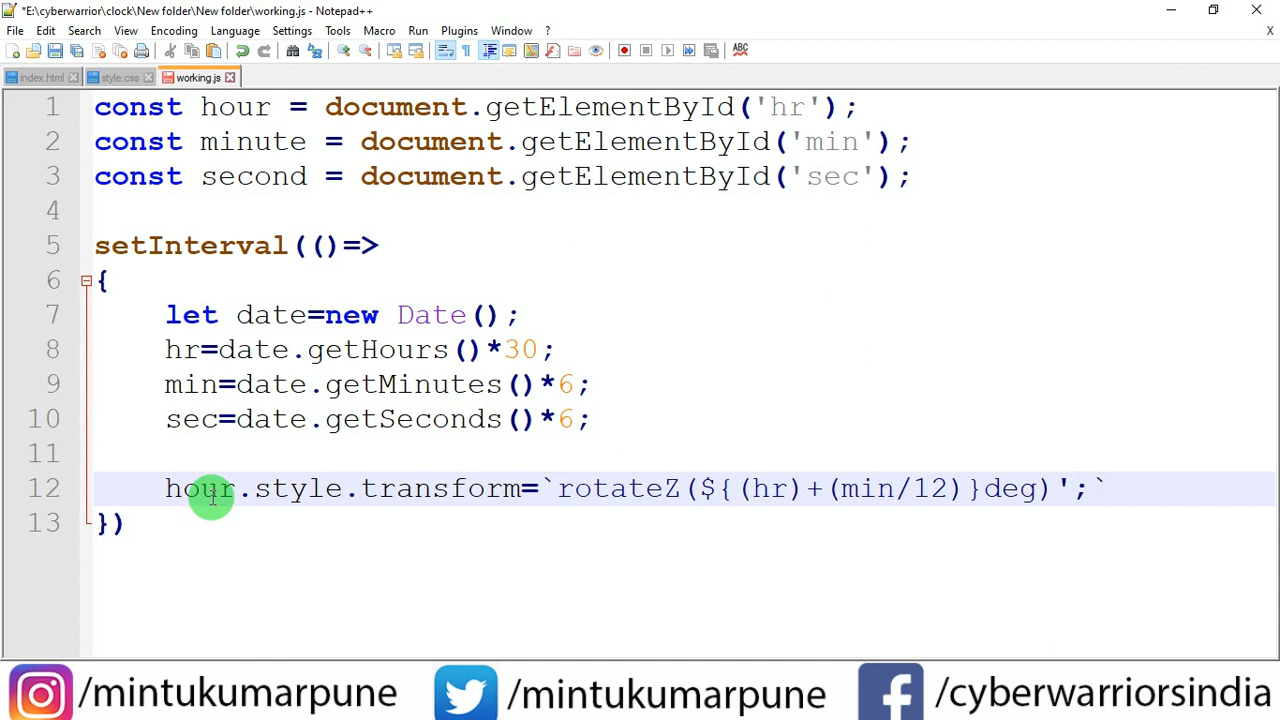 *E:\cyberwarrior\clock\New folder\New folder\working.js - Notepad++
File Edit Search View Encoding Language Settings Tools Macro Run Plugins Window ? X
ABC
index.html style.css working.js
1 const hour = document.getElementById('hr');
2 const minute = document.getElementById('min');
3 const second = document.getElementById('sec');
4
5 setInterval(()=>
6 {
7 let date=new Date();
8 hr=date.getHours()*30;
9 min=date.getMinutes()*6;
10 sec=date.getSeconds()*6;
11
12 hour.style.transform=`rotateZ(${(hr)+(min/12)}deg)';`
13 })
/mintukumarpune /mintukumarpune /cyberwarriorsindia